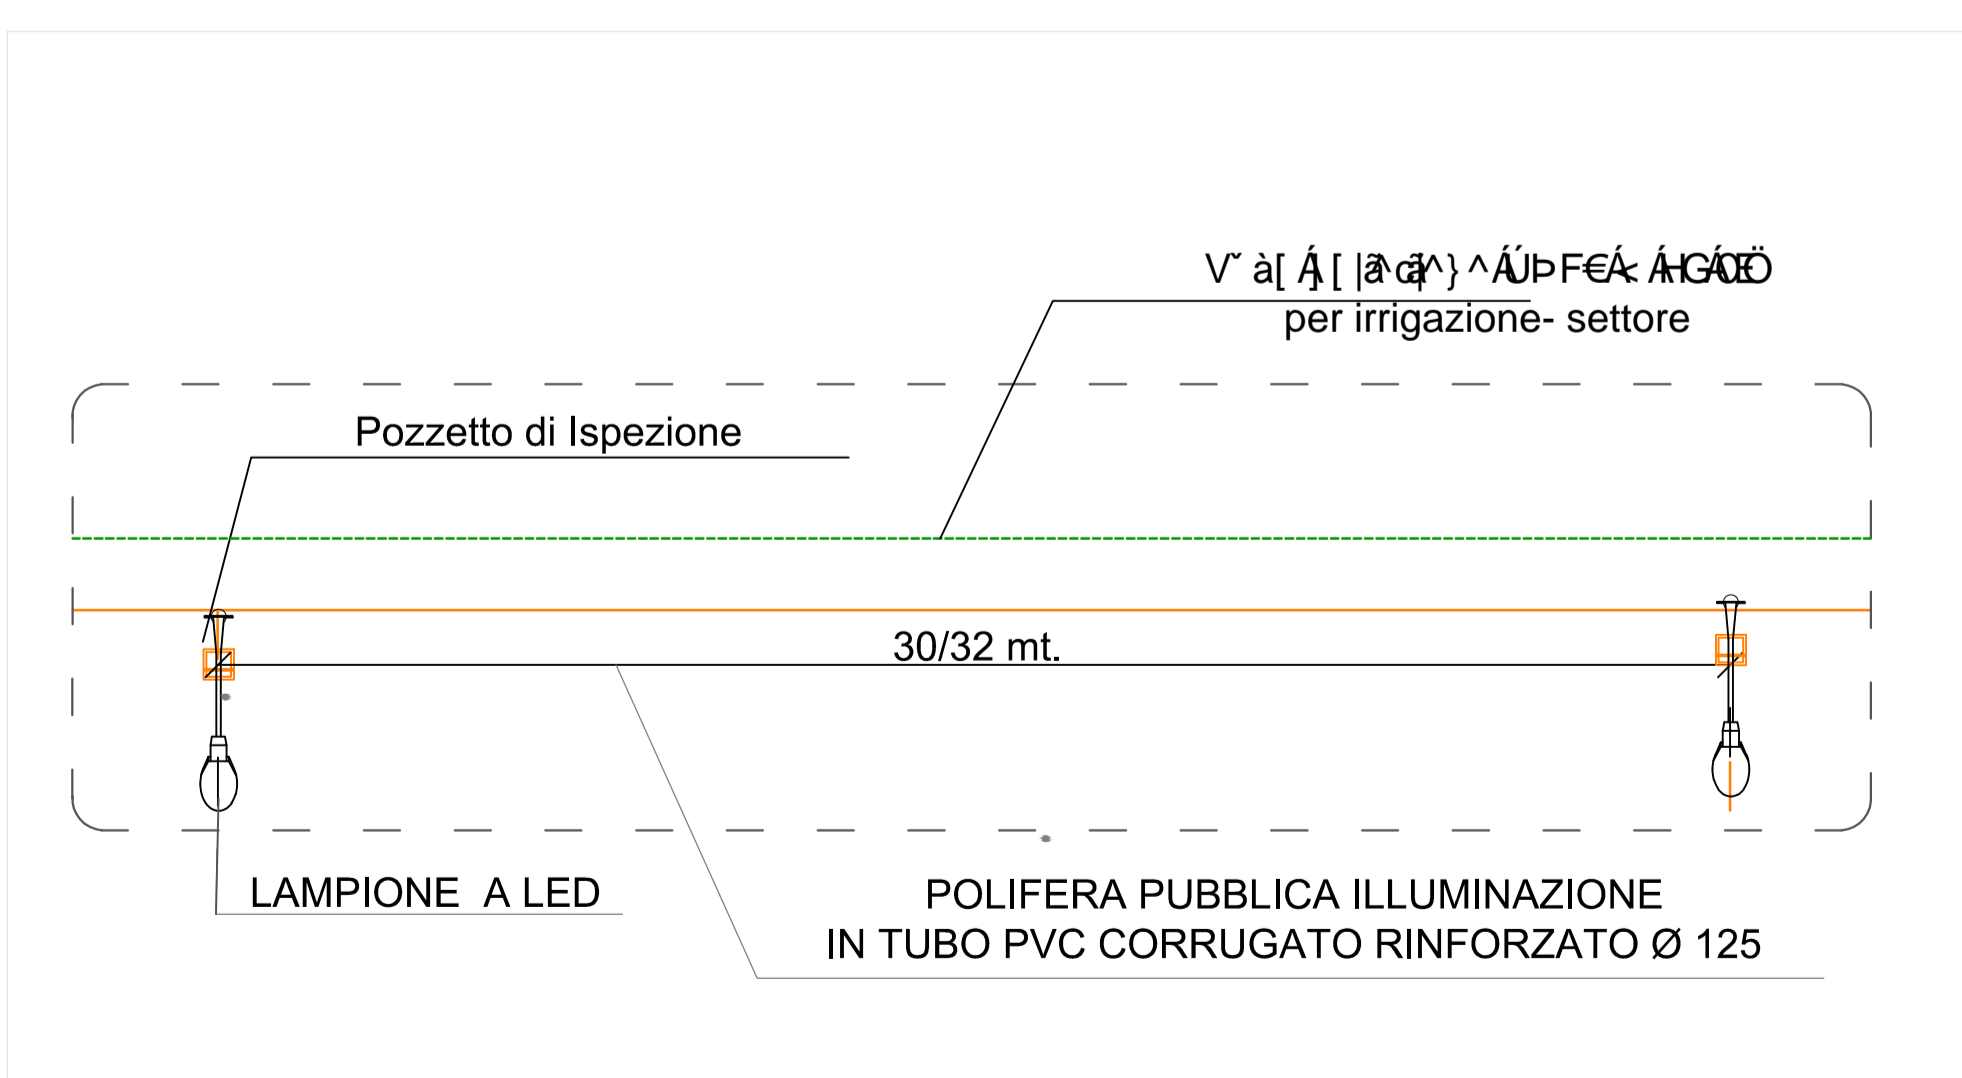 per irrigazione- settore
Pozzetto di Ispezione
30/32 mt.
LAMPIONE A LED
POLIFERA PUBBLICA ILLUMINAZIONE
IN TUBO PVC CORRUGATO RINFORZATO Ø 125